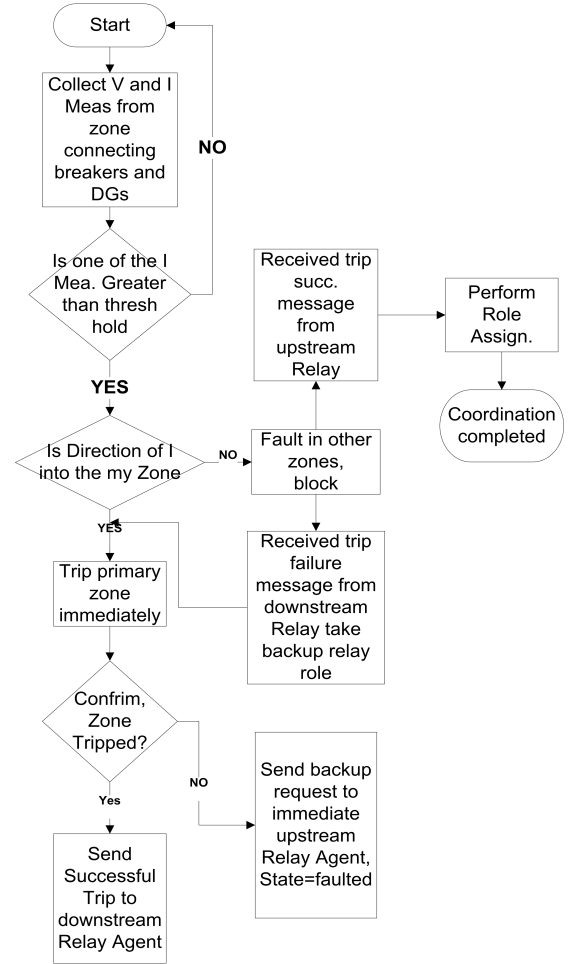 Start
Collect V and I
Meas from
zone
connecting
breakers and
DGs
NO
Is one of the I
Mea. Greater
than thresh
hold
YES
Is Direction of I
into the my Zone
NO
Fault in other
zones,
block
Received trip
succ.
message
from
upstream
Relay
Perform
Role
Assign.
Coordination
completed
YES
Trip primary
zone
immediately
Received trip
failure
message from
downstream
Relay take
backup relay
role
Confrim,
Zone
Tripped?
NO
Yes
Send backup
request to
immediate
upstream
Relay Agent,
State=faulted
Send
Successful
Trip to
downstream
Relay Agent